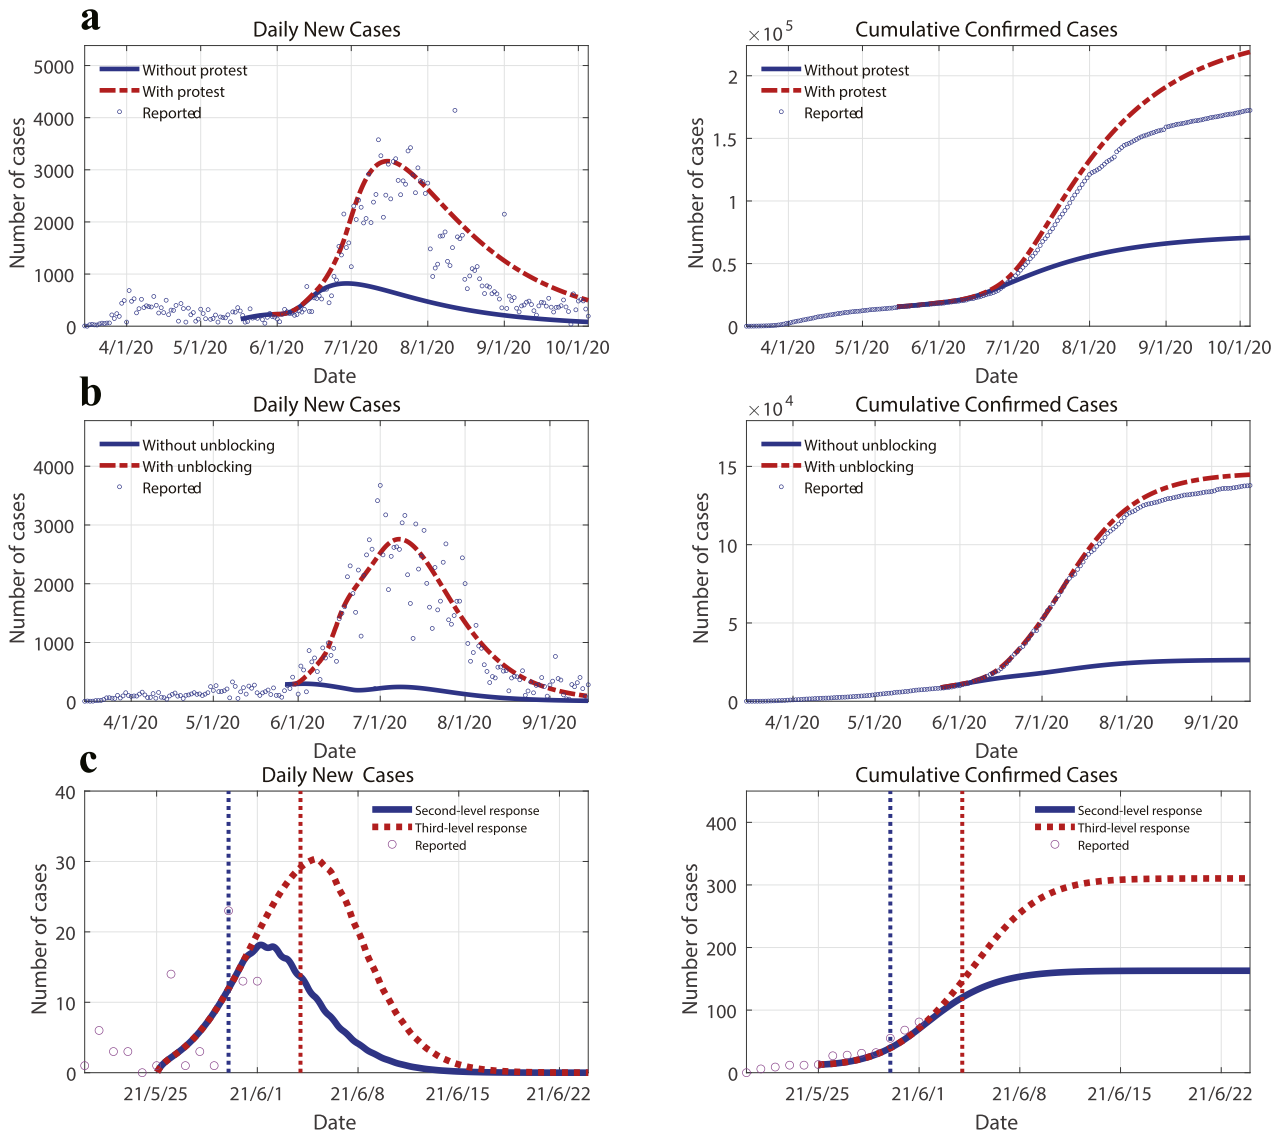 a
Daily New Cases
Number of cases
5000
4000
3000
2000
1000
0
Without protest
With protest
Reported
4/1/20 5/1/20 6/1/20 7/1/20 8/1/20 9/1/20 10/1/20
Date
Cumulative Confirmed Cases
×10^5
Number of cases
2
1.5
1
0.5
0
Without protest
With protest
Reported
4/1/20 5/1/20 6/1/20 7/1/20 8/1/20 9/1/20 10/1/20
Date
b
Daily New Cases
Number of cases
4000
3000
2000
1000
0
Without unblocking
With unblocking
Reported
4/1/20 5/1/20 6/1/20 7/1/20 8/1/20 9/1/20
Date
Cumulative Confirmed Cases
×10^4
Number of cases
15
10
5
0
Without unblocking
With unblocking
Reported
4/1/20 5/1/20 6/1/20 7/1/20 8/1/20 9/1/20
Date
c
Daily New Cases
Number of cases
40
30
20
10
0
Second-level response
Third-level response
Reported
21/5/25 21/6/1 21/6/8 21/6/15 21/6/22
Date
Cumulative Confirmed Cases
Number of cases
400
300
200
100
0
Second-level response
Third-level response
Reported
21/5/25 21/6/1 21/6/8 21/6/15 21/6/22
Date